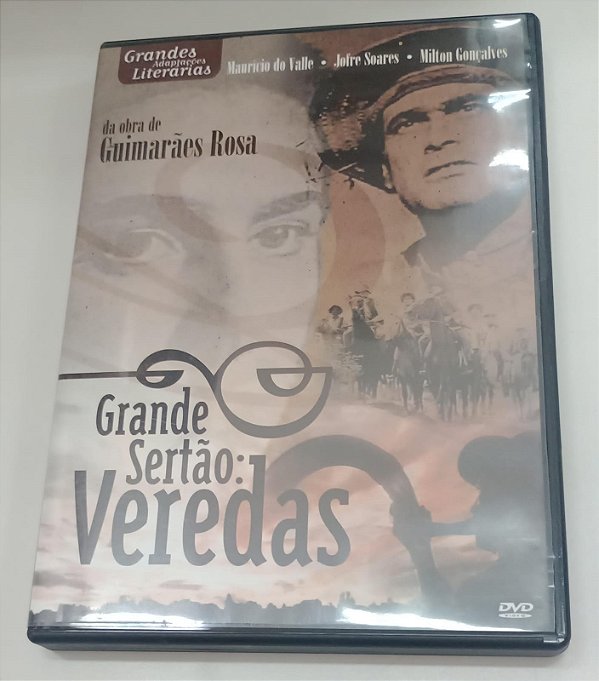 Grandes
Adaptações
Literárias
Maurício do Valle • Jofre Soares • Milton Gonçalves
da obra de
Guimarães Rosa
Grande
Sertão:
Veredas
DVD
VIDEO